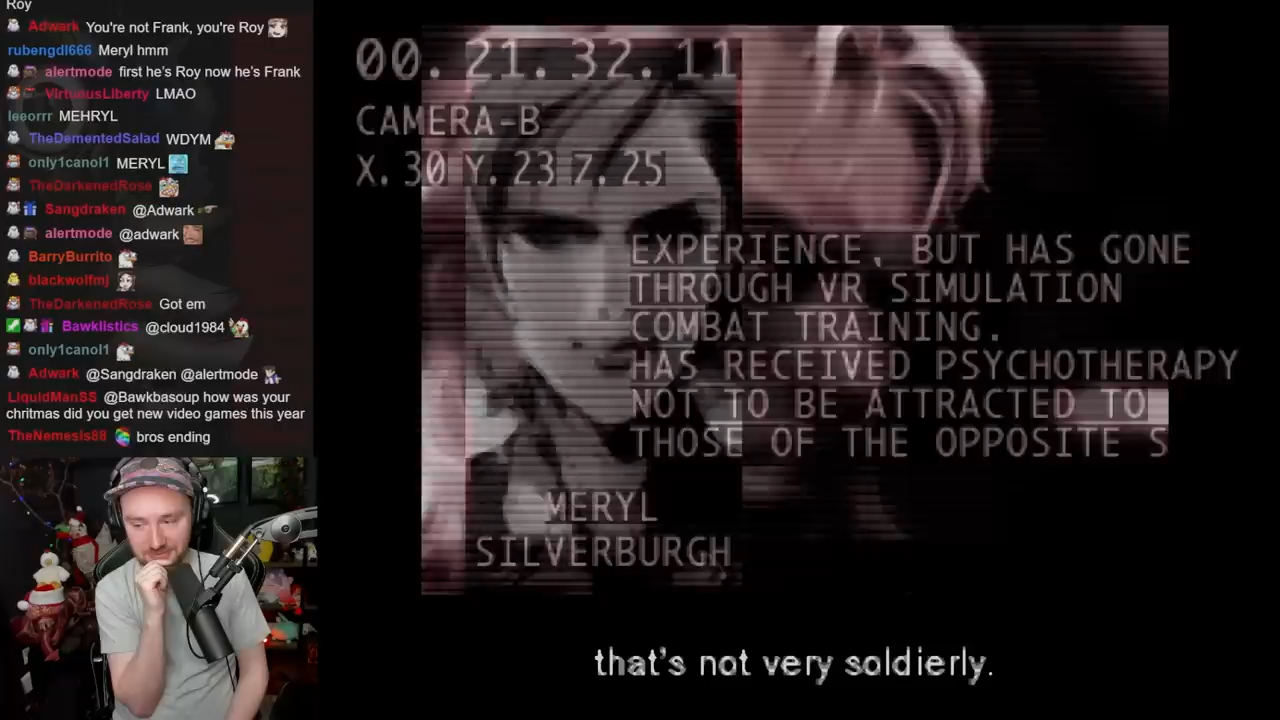 Roy
Adwark You're not Frank, you're Roy
rubengdl666 Meryl hmm
alertmode first he's Roy now he's Frank
VirtuousLiberty LMAO
leeorrr MEHRYL
TheDementedSalad WDYM
only1canol1 MERYL
TheDarkenedRose
Sangdraken @Adwark
alertmode @adwark
BarryBurrito
blackwolfmj
TheDarkenedRose Got em
Bawklistics @cloud1984
only1canol1
Adwark @Sangdraken @alertmode
LiquidManSS @Bawkbasoup how was your
chritmas did you get new video games this year
TheNemesis88 bros ending
00.21.32.11
CAMERA-B
X.30 Y.23 Z.25
EXPERIENCE, BUT HAS GONE
THROUGH VR SIMULATION
COMBAT TRAINING.
HAS RECEIVED PSYCHOTHERAPY
NOT TO BE ATTRACTED TO
THOSE OF THE OPPOSITE S
MERYL
SILVERBURGH
that's not very soldierly.